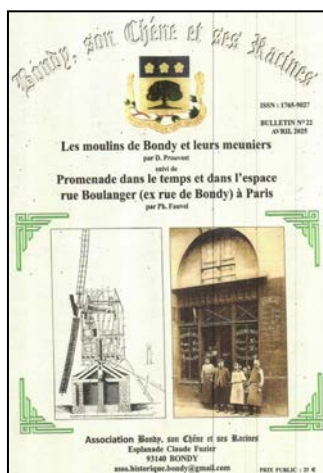 Bondy, son Chêne et ses Racines
ISSN : 1765-9027
BULLETIN N° 22
AVRIL 2025
Les moulins de Bondy et leurs meuniers
par D. Prouvost
suivi de
Promenade dans le temps et dans l'espace
rue Boulanger (ex rue de Bondy) à Paris
par Ph. Fauvel
Association Bondy, son Chêne et ses Racines
Esplanade Claude Fuzier
93140 BONDY
asso.historique.bondy@gmail.com
PRIX PUBLIC : 25 €